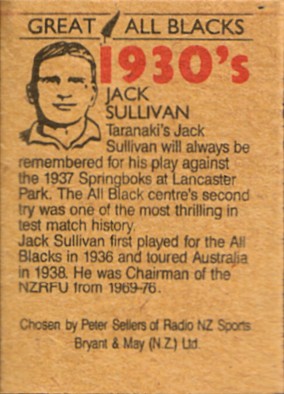 GREAT ALL BLACKS
1930's
JACK
SULLIVAN
Taranaki's Jack
Sullivan will always be
remembered for his play against
the 1937 Springboks at Lancaster
Park. The All Black centre's second
try was one of the most thrilling in
test match history.
Jack Sullivan first played for the All
Blacks in 1936 and toured Australia
in 1938. He was Chairman of the
NZRFU from 1969-76.
Chosen by Peter Sellers of Radio NZ Sports
Bryant & May (N.Z.) Ltd.